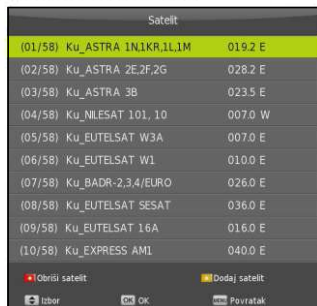 Satelit
(01/58) Ku_ASTRA 1N,1KR,1L,1M 019.2 E
(02/58) Ku_ASTRA 2E,2F,2G 028.2 E
(03/58) Ku_ASTRA 3B 023.5 E
(04/58) Ku_NILESAT 101, 10 007.0 W
(05/58) Ku_EUTELSAT W3A 007.0 E
(06/58) Ku_EUTELSAT W1 010.0 E
(07/58) Ku_BADR-2,3,4/EURO 026.0 E
(08/58) Ku_EUTELSAT SESAT 036.0 E
(09/58) Ku_EUTELSAT 16A 016.0 E
(10/58) Ku_EXPRESS AM1 040.0 E
Obriši satelit Dodaj satelit
Izbor OK OK MENU Povratak